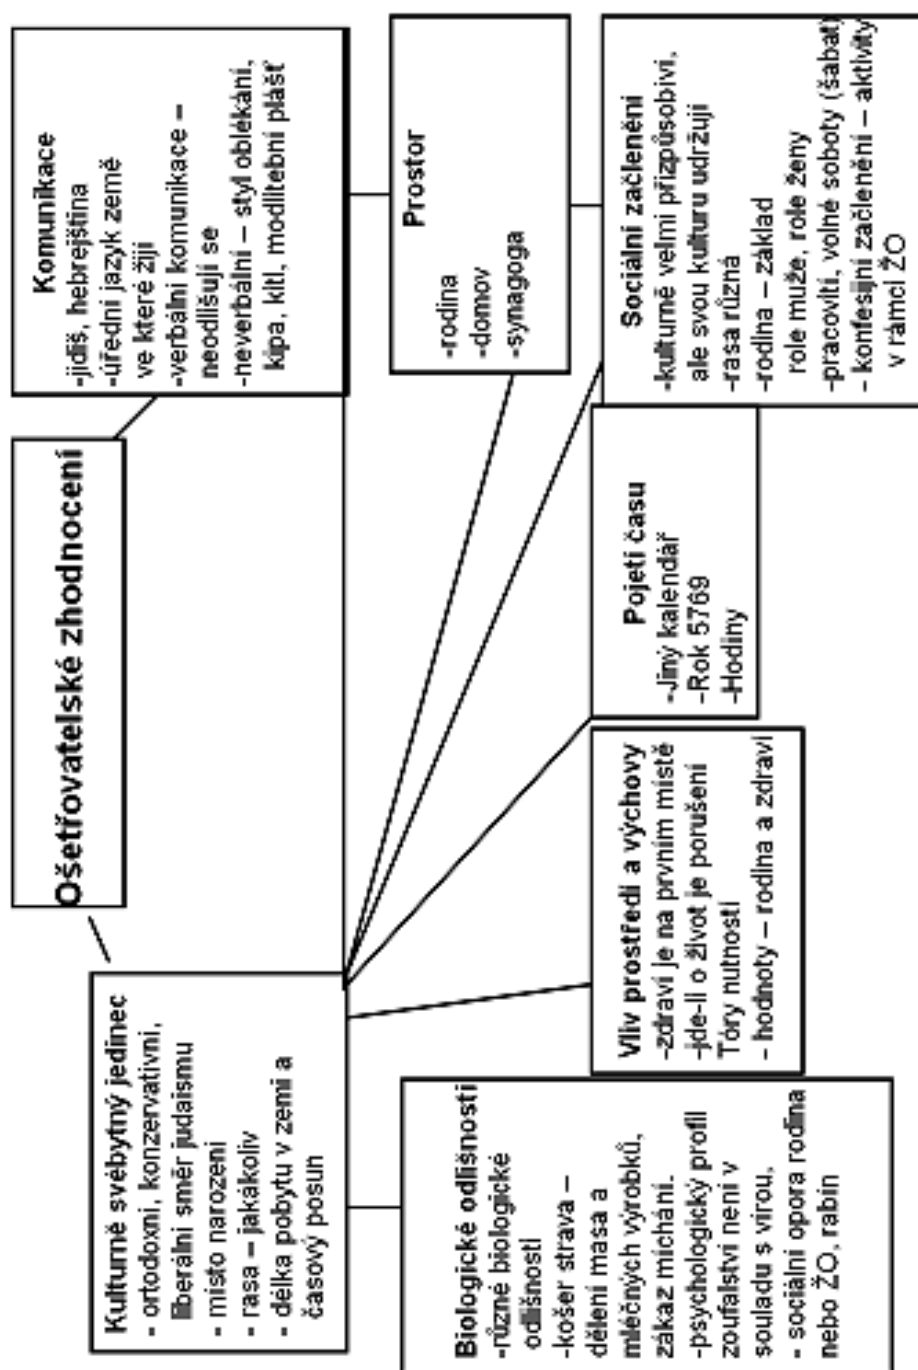 Ošetřovatelské zhodnocení
Kulturně svébytný jedinec
- ortodoxní, konzervativní,
liberální směr judaismu
- místo narození
- rasa – jakákoliv
- délka pobytu v zemi a
časový posun
Komunikace
-jidiš, hebrejština
-úřední jazyk země
ve které žijí
-verbální komunikace –
neodlišují se
-neverbální – styl oblékání,
kipa, kitl, modlitební plášť
Biologické odlišnosti
-různé biologické
odlišnosti
-košer strava –
dělení masa a
mléčných výrobků,
zákaz míchání.
-psychologický profil
zoufalství není v
souladu s vírou,
- sociální opora rodina
nebo ŽO, rabín
Vliv prostředí a výchovy
-zdraví je na prvním místě
-jde-li o život je porušení
Tóry nutností
- hodnoty – rodina a zdraví
Pojetí času
-Jiný kalendář
-Rok 5769
-Hodiny
Prostor
-rodina
-domov
-synagoga
Sociální začlenění
-kulturně velmi přizpůsobiví,
ale svou kulturu udržují
-rasa různá
-rodina – základ
role muže, role ženy
-pracovití, volné soboty (šabat)
- konfesijní začlenění – aktivity
v rámci ŽO